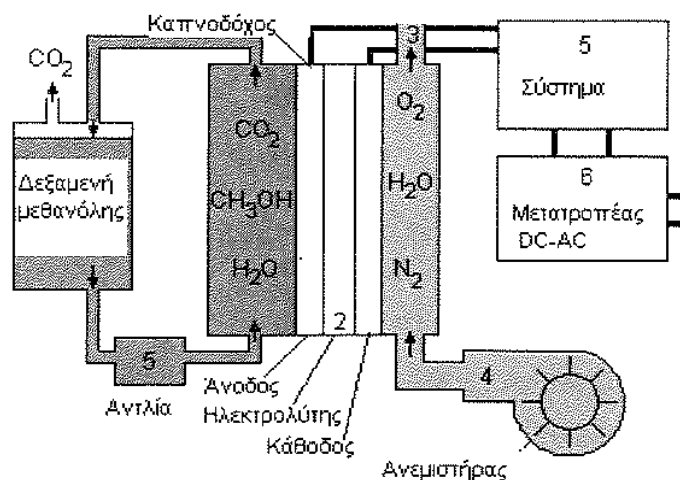 Καπνοδόχος
CO2
3
5
Σύστημα
CO2
O2
Δεξαμενή
μεθανόλης
CH3OH
H2O
6
Μετατροπέας
DC-AC
H2O
N2
2
5
4
Άνοδος
Αντλία
Ηλεκτρολύτης
Κάθοδος
Ανεμιστήρας